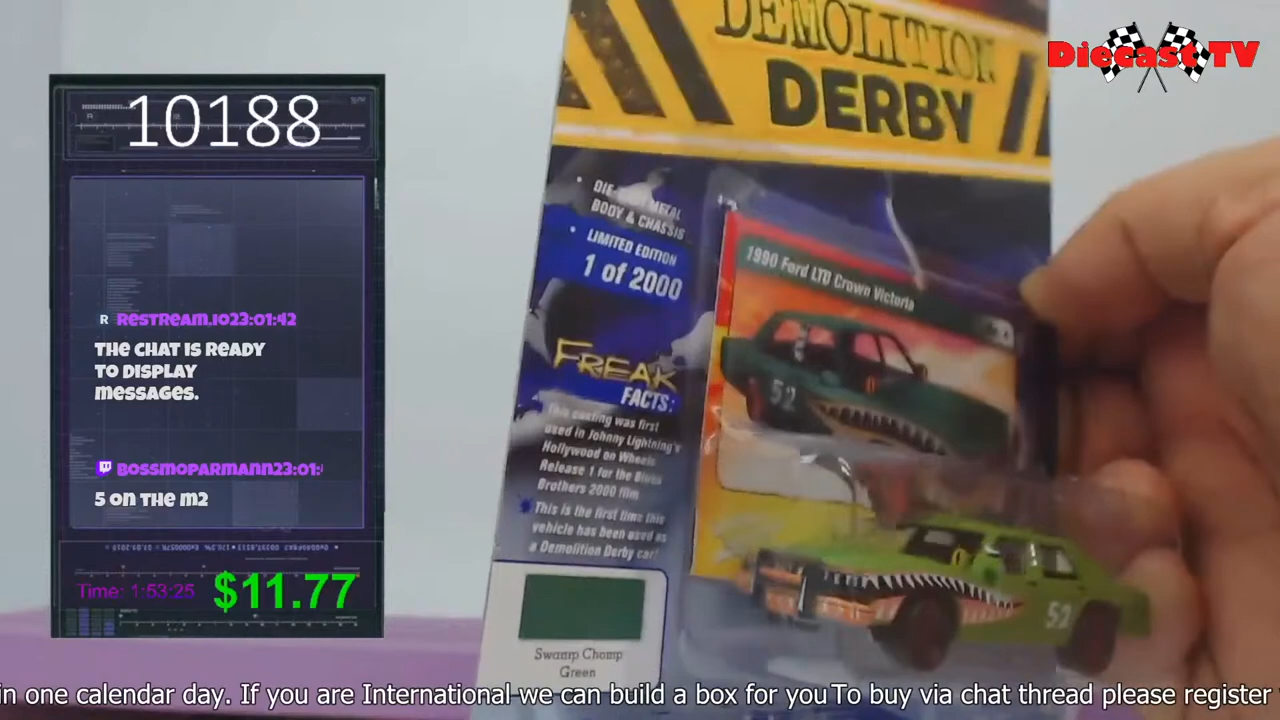 DEMOLITION
DERBY
Diecast TV
10188
• DIE-CAST METAL
BODY & CHASSIS
• LIMITED EDITION
1 of 2000
1990 Ford LTD Crown Victoria
FREAK
FACTS:
This casting was first
used in Johnny Lightning's
Hollywood on Wheels
Release 1 for the Blues
Brothers 2000 film
This is the first time this
vehicle has been used as
a Demolition Derby car!
52
52
Swamp Chomp
Green
R Restream.io23:01:42
The chat is ready
to display
messages.
Bossmoparmann23:01:
5 on the m2
Time: 1:53:25
$11.77
in one calendar day. If you are International we can build a box for you To buy via chat thread please register